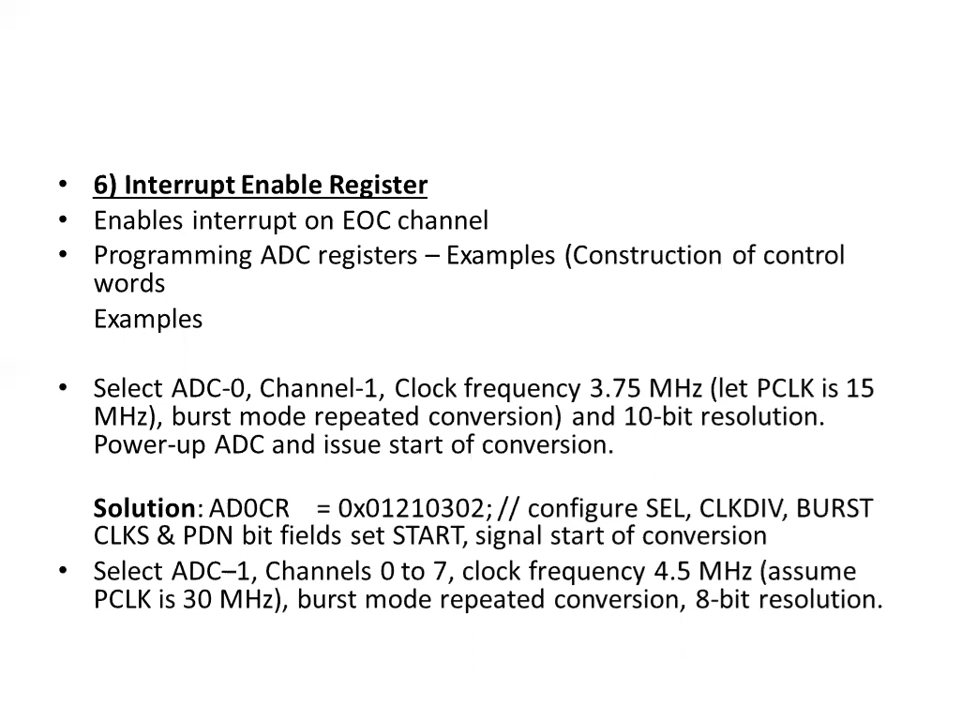 • 6) Interrupt Enable Register
• Enables interrupt on EOC channel
• Programming ADC registers – Examples (Construction of control
words
Examples
• Select ADC-0, Channel-1, Clock frequency 3.75 MHz (let PCLK is 15
MHz), burst mode repeated conversion) and 10-bit resolution.
Power-up ADC and issue start of conversion.
Solution: AD0CR = 0x01210302; // configure SEL, CLKDIV, BURST
CLKS & PDN bit fields set START, signal start of conversion
• Select ADC–1, Channels 0 to 7, clock frequency 4.5 MHz (assume
PCLK is 30 MHz), burst mode repeated conversion, 8-bit resolution.